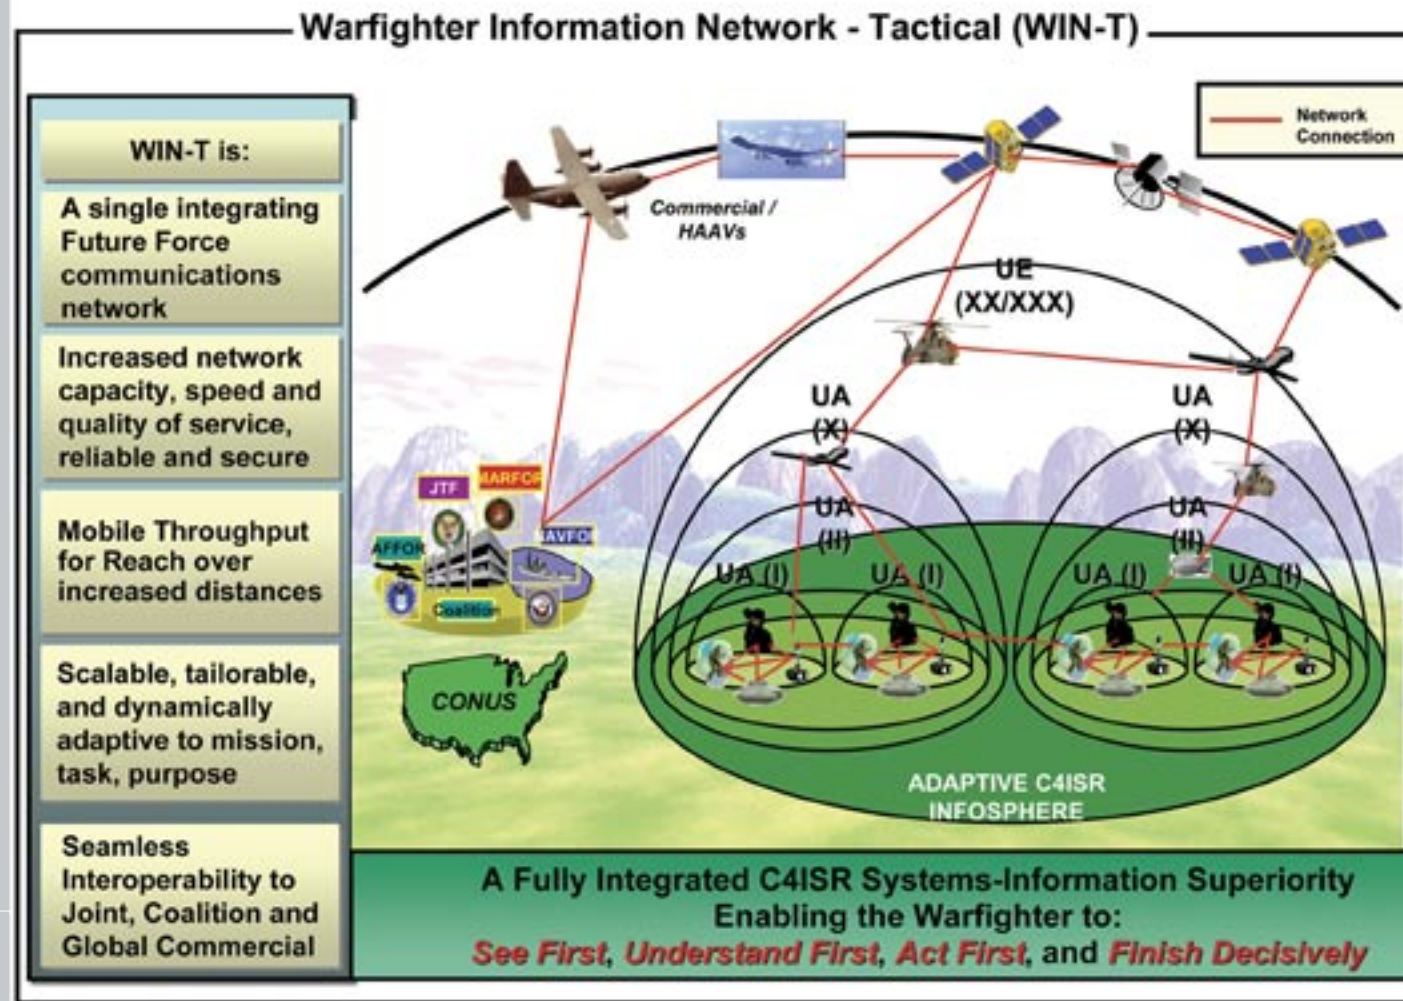 Warfighter Information Network - Tactical (WIN-T)
WIN-T is:
A single integrating
Future Force
communications
network
Increased network
capacity, speed and
quality of service,
reliable and secure
Mobile Throughput
for Reach over
increased distances
Scalable, tailorable,
and dynamically
adaptive to mission,
task, purpose
Seamless
Interoperability to
Joint, Coalition and
Global Commercial
Network
Connection
Commercial /
HAAVs
UE
(XX/XXX)
UA
(X)
UA
(X)
UA
(II)
UA
(II)
UA (I)
UA (I)
UA (I)
UA (I)
JTF
MARFOR
AFFOR
NAVFO
Coalition
CONUS
ADAPTIVE C4ISR
INFOSPHERE
A Fully Integrated C4ISR Systems-Information Superiority
Enabling the Warfighter to:
See First, Understand First, Act First, and Finish Decisively